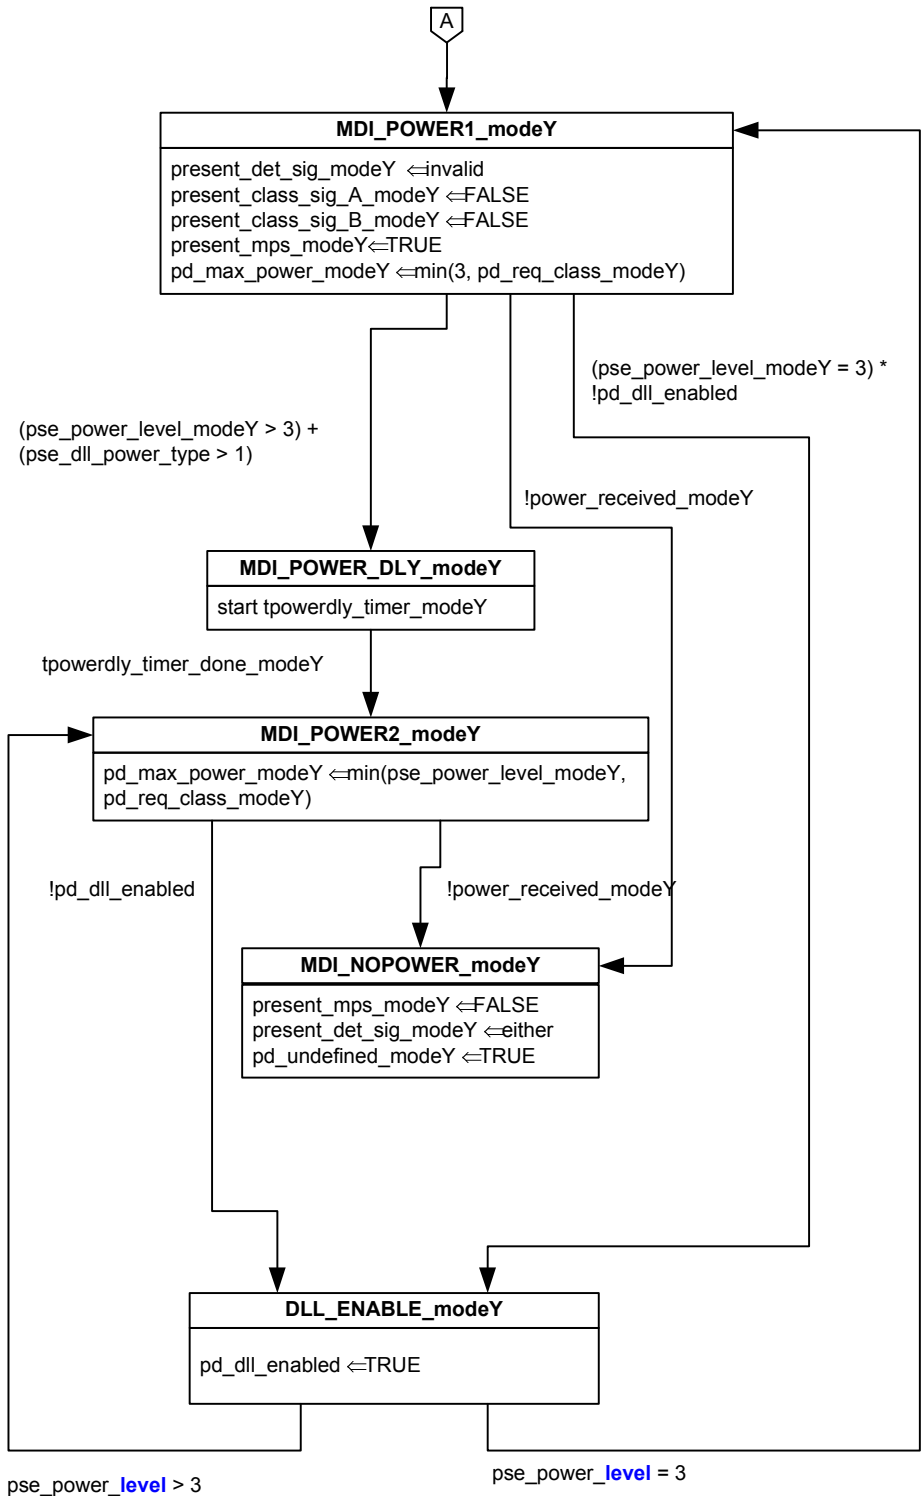 A
MDI_POWER1_modeY
present_det_sig_modeY ⇐invalid
present_class_sig_A_modeY ⇐FALSE
present_class_sig_B_modeY ⇐FALSE
present_mps_modeY⇐TRUE
pd_max_power_modeY ⇐min(3, pd_req_class_modeY)
(pse_power_level_modeY = 3) *
!pd_dll_enabled
(pse_power_level_modeY > 3) +
(pse_dll_power_type > 1)
!power_received_modeY
MDI_POWER_DLY_modeY
start tpowerdly_timer_modeY
tpowerdly_timer_done_modeY
MDI_POWER2_modeY
pd_max_power_modeY ⇐min(pse_power_level_modeY,
pd_req_class_modeY)
!pd_dll_enabled
!power_received_modeY
MDI_NOPOWER_modeY
present_mps_modeY ⇐FALSE
present_det_sig_modeY ⇐either
pd_undefined_modeY ⇐TRUE
DLL_ENABLE_modeY
pd_dll_enabled ⇐TRUE
pse_power_level > 3
pse_power_level = 3